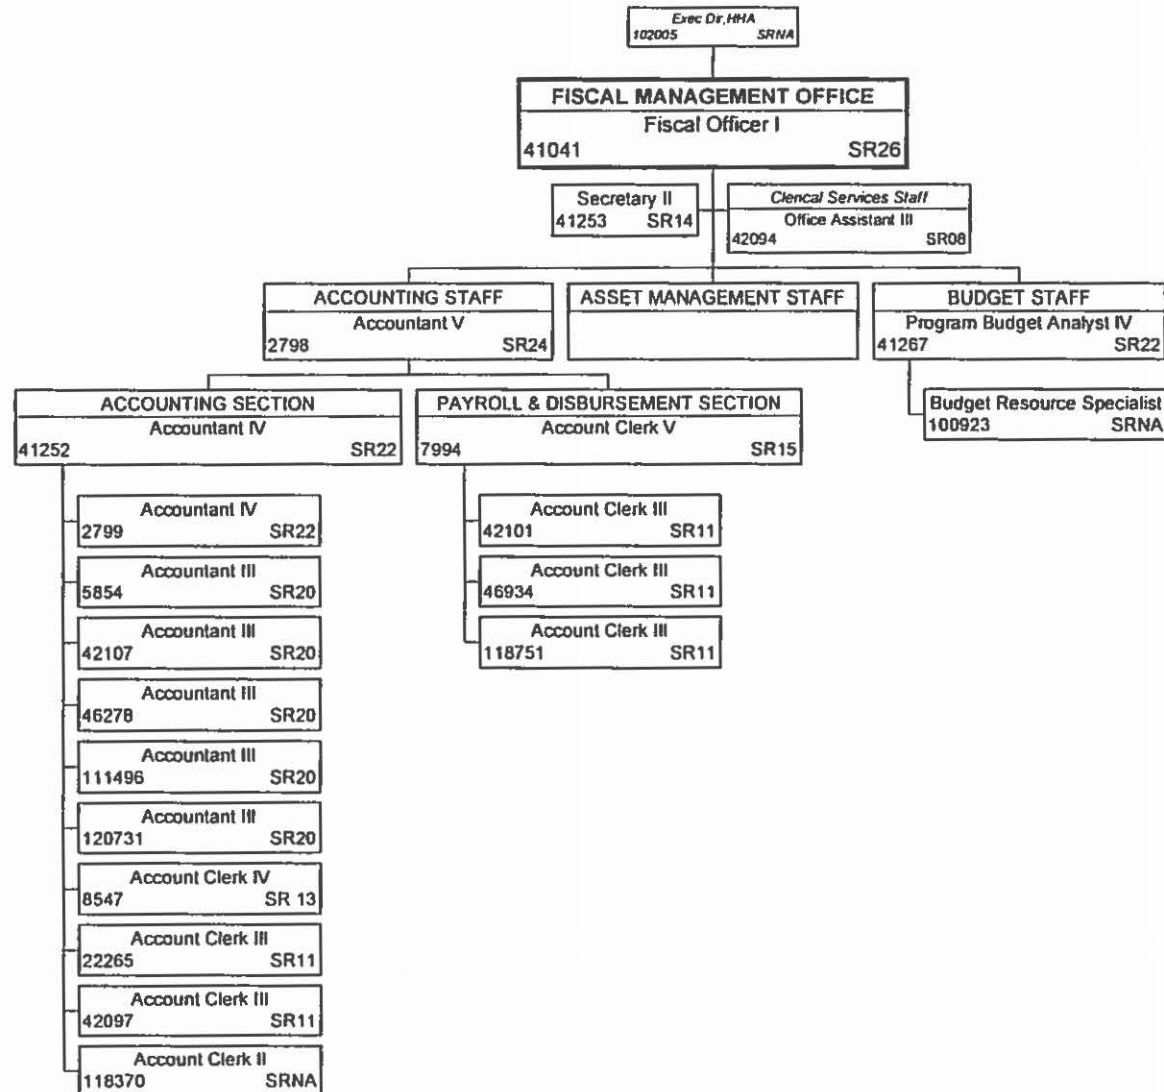 Exec Dir, HHA
102005 SRNA
FISCAL MANAGEMENT OFFICE
Fiscal Officer I
41041 SR26
Secretary II
41253 SR14
Clerical Services Staff
Office Assistant III
42094 SR08
ACCOUNTING STAFF
Accountant V
2798 SR24
ASSET MANAGEMENT STAFF
BUDGET STAFF
Program Budget Analyst IV
41267 SR22
Budget Resource Specialist
100923 SRNA
ACCOUNTING SECTION
Accountant IV
41252 SR22
PAYROLL & DISBURSEMENT SECTION
Account Clerk V
7994 SR15
Accountant IV
2799 SR22
Accountant III
5854 SR20
Accountant III
42107 SR20
Accountant III
46278 SR20
Accountant III
111496 SR20
Accountant III
120731 SR20
Account Clerk IV
8547 SR 13
Account Clerk III
22265 SR11
Account Clerk III
42097 SR11
Account Clerk II
118370 SRNA
Account Clerk III
42101 SR11
Account Clerk III
46934 SR11
Account Clerk III
118751 SR11